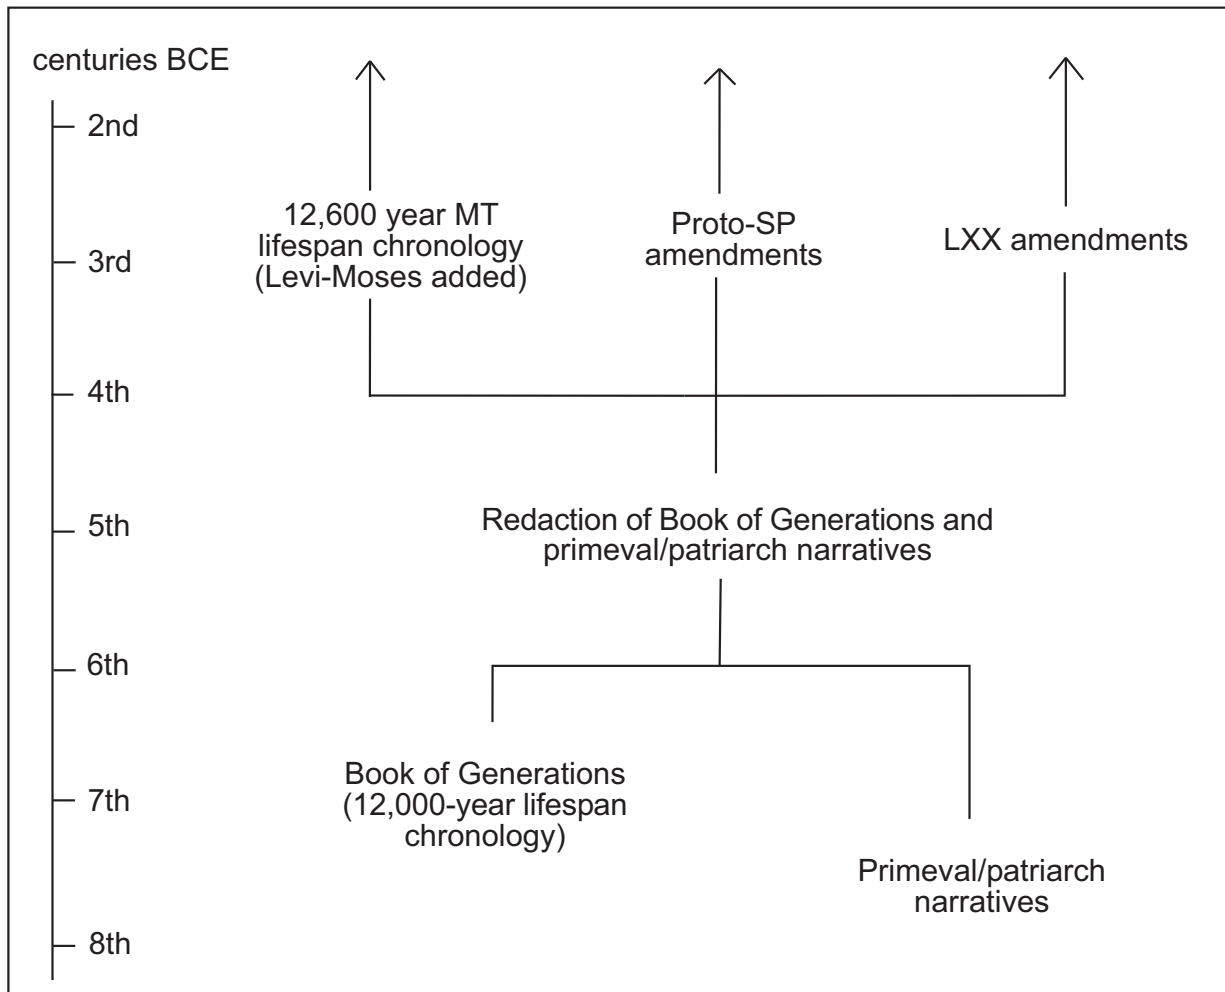 centuries BCE
2nd
12,600 year MT
lifespan chronology
(Levi-Moses added)
Proto-SP
amendments
LXX amendments
3rd
4th
5th
Redaction of Book of Generations and
primeval/patriarch narratives
6th
Book of Generations
(12,000-year lifespan
chronology)
7th
Primeval/patriarch
narratives
8th